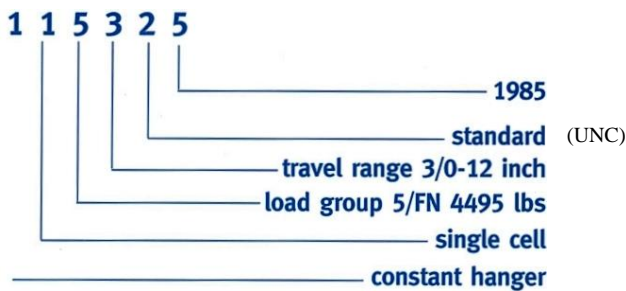 1 1 5 3 2 5
1985
standard (UNC)
travel range 3/0-12 inch
load group 5/FN 4495 lbs
single cell
constant hanger